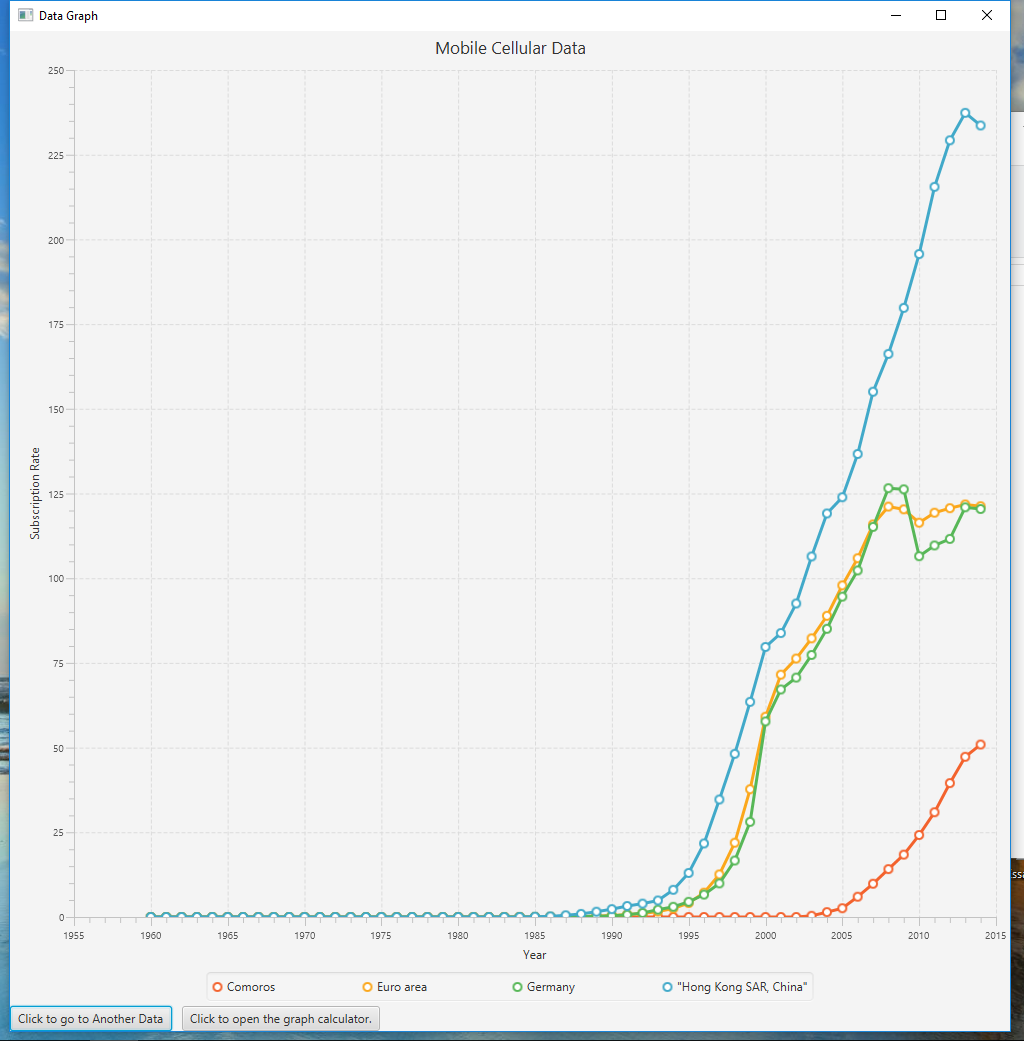 Data Graph
Mobile Cellular Data
250
225
200
175
150
125
100
75
50
25
0
Subscription Rate
1955 1960 1965 1970 1975 1980 1985 1990 1995 2000 2005 2010 2015
Year
Comoros Euro area Germany "Hong Kong SAR, China"
Click to go to Another Data Click to open the graph calculator.